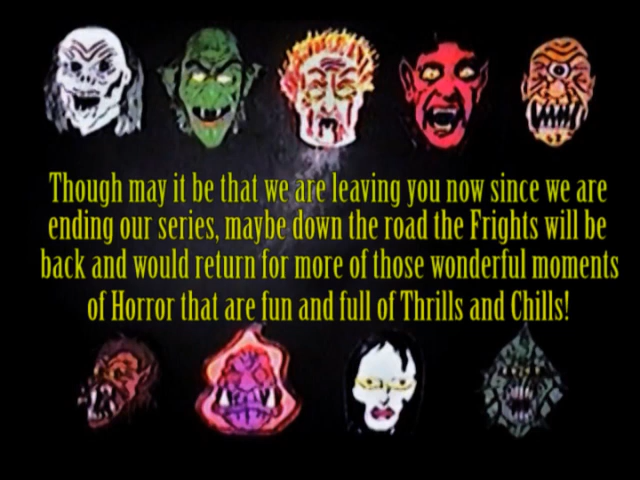 Though may it be that we are leaving you now since we are
ending our series, maybe down the road the Frights will be
back and would return for more of those wonderful moments
of Horror that are fun and full of Thrills and Chills!